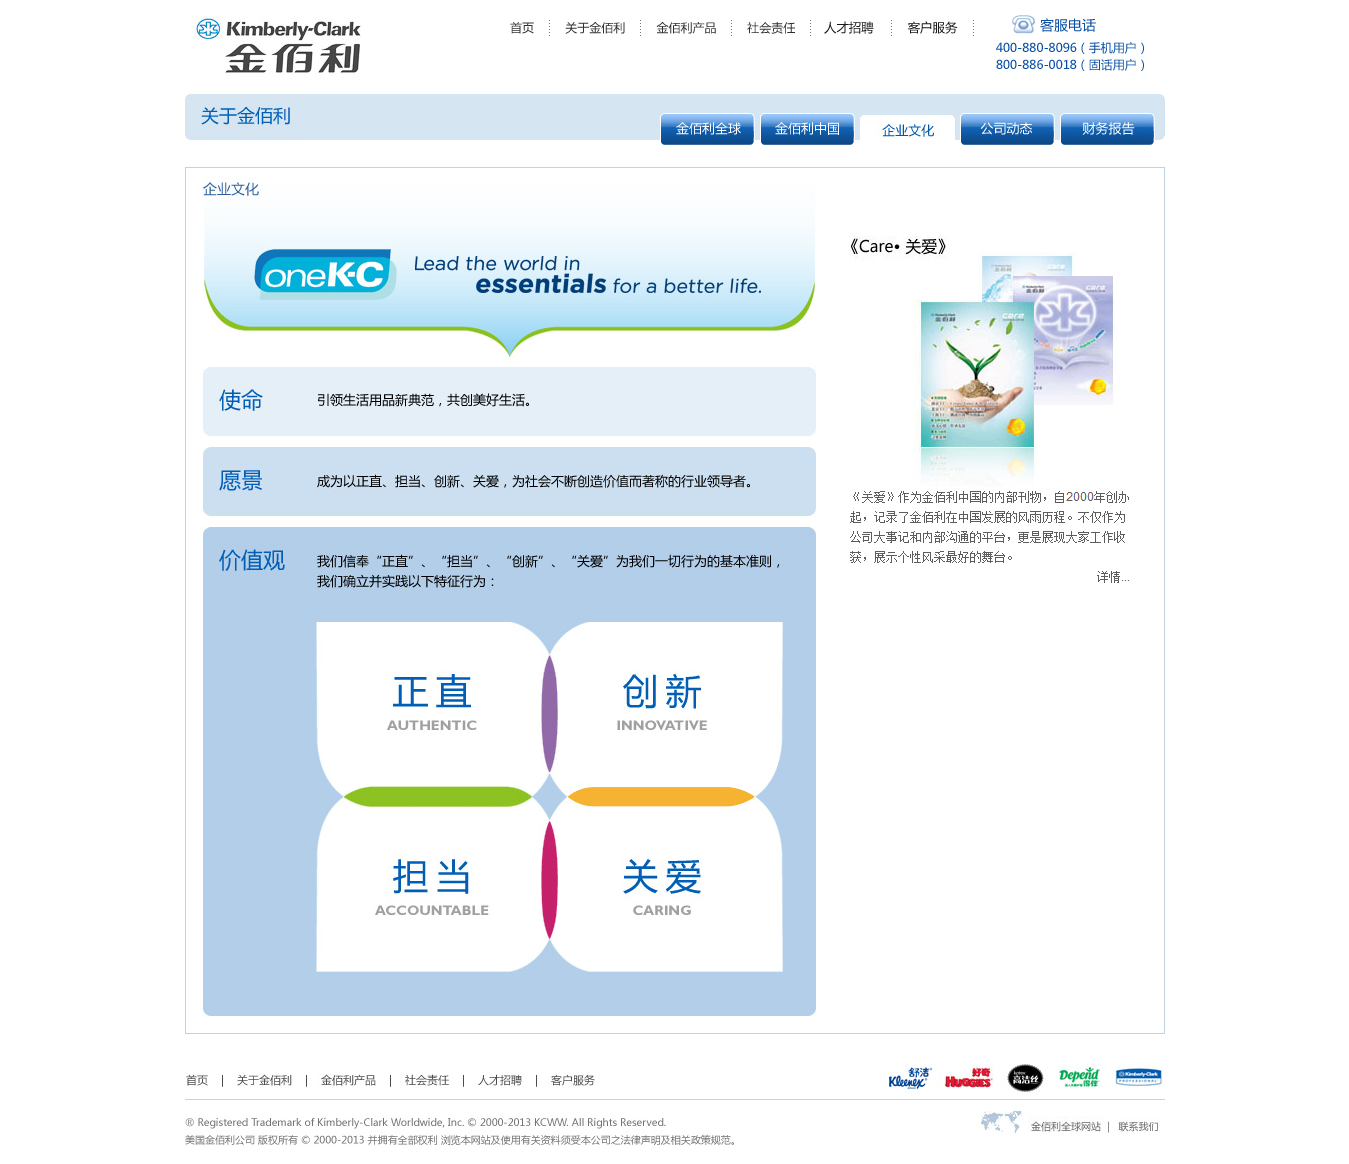 Kimberly-Clark
金佰利
首页
关于金佰利
金佰利产品
社会责任
人才招聘
客户服务
客服电话
400-880-8096 ( 手机用户 )
800-886-0018 ( 固话用户 )
关于金佰利
金佰利全球
金佰利中国
企业文化
公司动态
财务报告
企业文化
oneK-C
Lead the world in
essentials for a better life.
使命
引领生活用品新典范，共创美好生活。
愿景
成为以正直、担当、创新、关爱，为社会不断创造价值而著称的行业领导者。
价值观
我们信奉“正直”、“担当”、“创新”、“关爱”为我们一切行为的基本准则，
我们确立并实践以下特征行为：
正直
AUTHENTIC
创新
INNOVATIVE
担当
ACCOUNTABLE
关爱
CARING
《Care• 关爱》
《关爱》作为金佰利中国的内部刊物，自2000年创办
起，记录了金佰利在中国发展的风雨历程。不仅作为
公司大事记和内部沟通的平台，更是展现大家工作收
获，展示个性风采最好的舞台。
详情...
首页 | 关于金佰利 | 金佰利产品 | 社会责任 | 人才招聘 | 客户服务
舒洁
Kleenex
好奇
HUGGIES
kotex
高洁丝
Depend
得伴
Kimberly-Clark
PROFESSIONAL
® Registered Trademark of Kimberly-Clark Worldwide, Inc. © 2000-2013 KCWW. All Rights Reserved.
美国金佰利公司 版权所有 © 2000-2013 并拥有全部权利 浏览本网站及使用有关资料须受本公司之法律声明及相关政策规范。
金佰利全球网站 | 联系我们